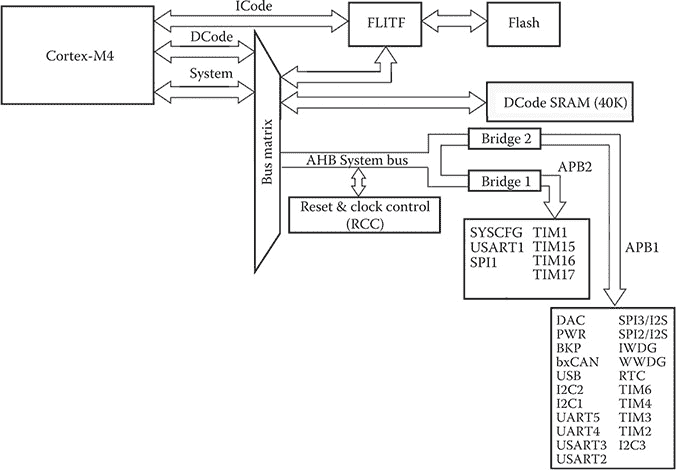 ICode
FLITF
Flash
Cortex-M4
DCode
System
DCode SRAM (40K)
Bus matrix
Bridge 2
AHB System bus
APB2
Bridge 1
Reset & clock control
(RCC)
SYSCFG TIM1
USART1 TIM15
SPI1 TIM16
TIM17
APB1
DAC SPI3/I2S
PWR SPI2/I2S
BKP IWDG
bxCAN WWDG
USB RTC
I2C2 TIM6
I2C1 TIM4
UART5 TIM3
UART4 TIM2
USART3 I2C3
USART2